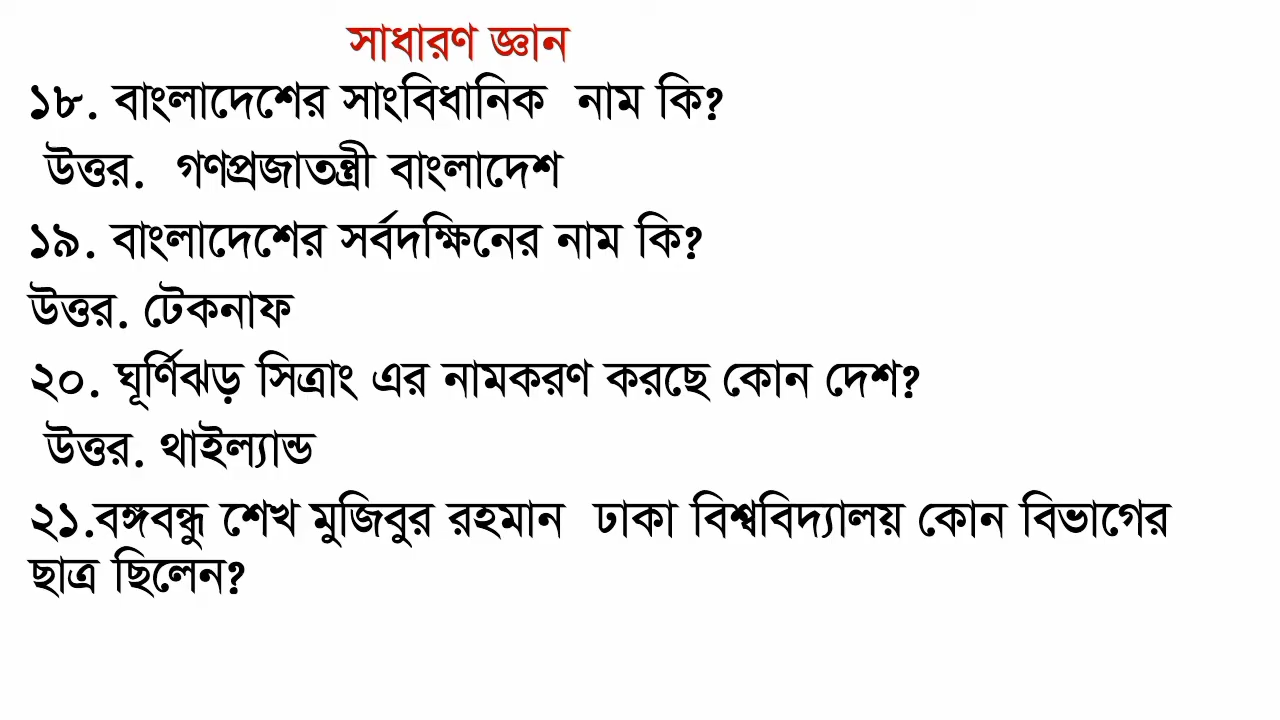 সাধারণ জ্ঞান
১৮. বাংলাদেশের সাংবিধানিক নাম কি?
উত্তর. গণপ্রজাতন্ত্রী বাংলাদেশ
১৯. বাংলাদেশের সর্বদক্ষিনের নাম কি?
উত্তর. টেকনাফ
২০. ঘূর্ণিঝড় সিত্রাং এর নামকরণ করছে কোন দেশ?
উত্তর. থাইল্যান্ড
২১.বঙ্গবন্ধু শেখ মুজিবুর রহমান ঢাকা বিশ্ববিদ্যালয় কোন বিভাগের
ছাত্র ছিলেন?